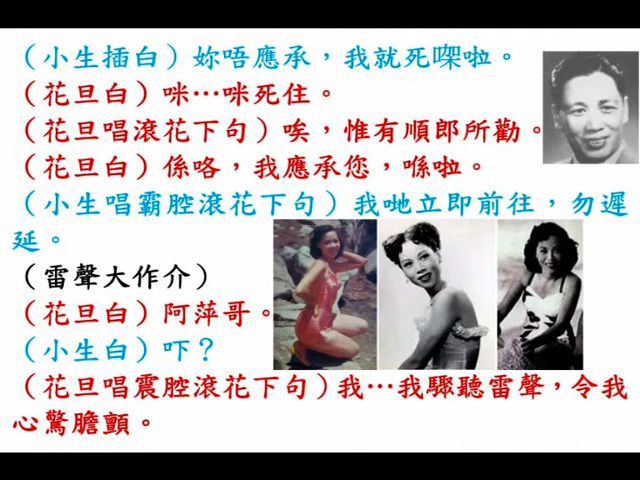 （小生插白）妳唔應承，我就死㗎啦。
（花旦白）咪…咪死住。
（花旦唱滾花下句）唉，惟有順郎所勸。
（花旦白）係咯，我應承您，喺啦。
（小生唱霸腔滾花下句）我哋立即前往，勿遲
延。
（雷聲大作介）
（花旦白）阿萍哥。
（小生白）吓？
（花旦唱震腔滾花下句）我…我驟聽雷聲，令我
心驚膽顫。